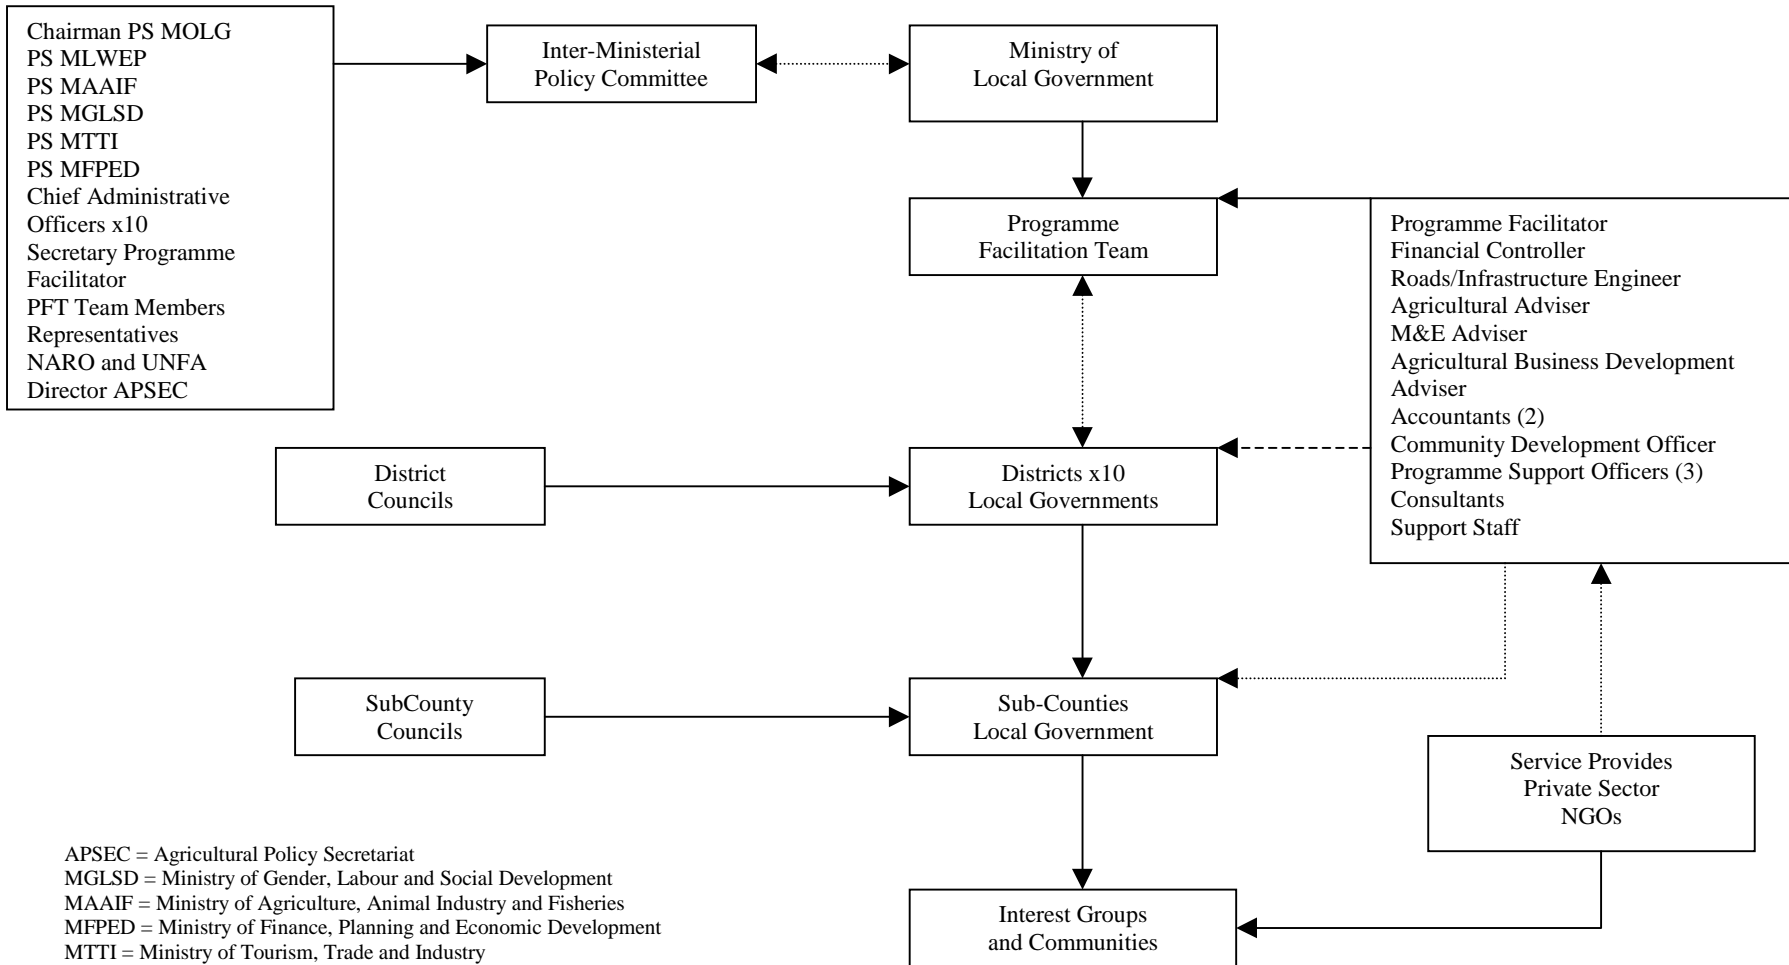 Chairman PS MOLG
PS MLWEP
PS MAAIF
PS MGLSD
PS MTTI
PS MFPED
Chief Administrative
Officers x10
Secretary Programme
Facilitator
PFT Team Members
Representatives
NARO and UNFA
Director APSEC
Inter-Ministerial
Policy Committee
Ministry of
Local Government
Programme
Facilitation Team
Programme Facilitator
Financial Controller
Roads/Infrastructure Engineer
Agricultural Adviser
M&E Adviser
Agricultural Business Development
Adviser
Accountants (2)
Community Development Officer
Programme Support Officers (3)
Consultants
Support Staff
District
Councils
Districts x10
Local Governments
SubCounty
Councils
Sub-Counties
Local Government
Service Provides
Private Sector
NGOs
Interest Groups
and Communities
APSEC = Agricultural Policy Secretariat
MGLSD = Ministry of Gender, Labour and Social Development
MAAIF = Ministry of Agriculture, Animal Industry and Fisheries
MFPED = Ministry of Finance, Planning and Economic Development
MTTI = Ministry of Tourism, Trade and Industry